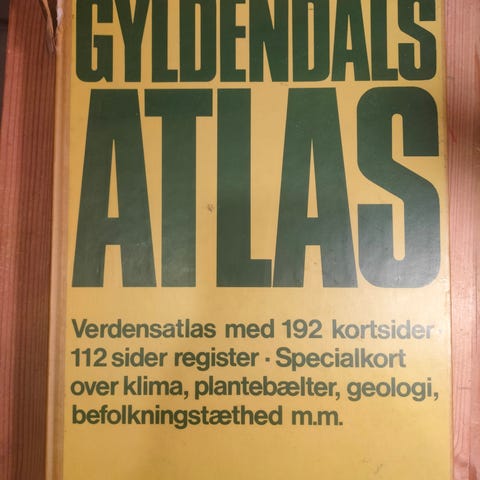 GYLDENDALS
ATLAS
Verdensatlas med 192 kortsider
112 sider register · Specialkort
over klima, plantebælter, geologi,
befolkningstæthed m.m.